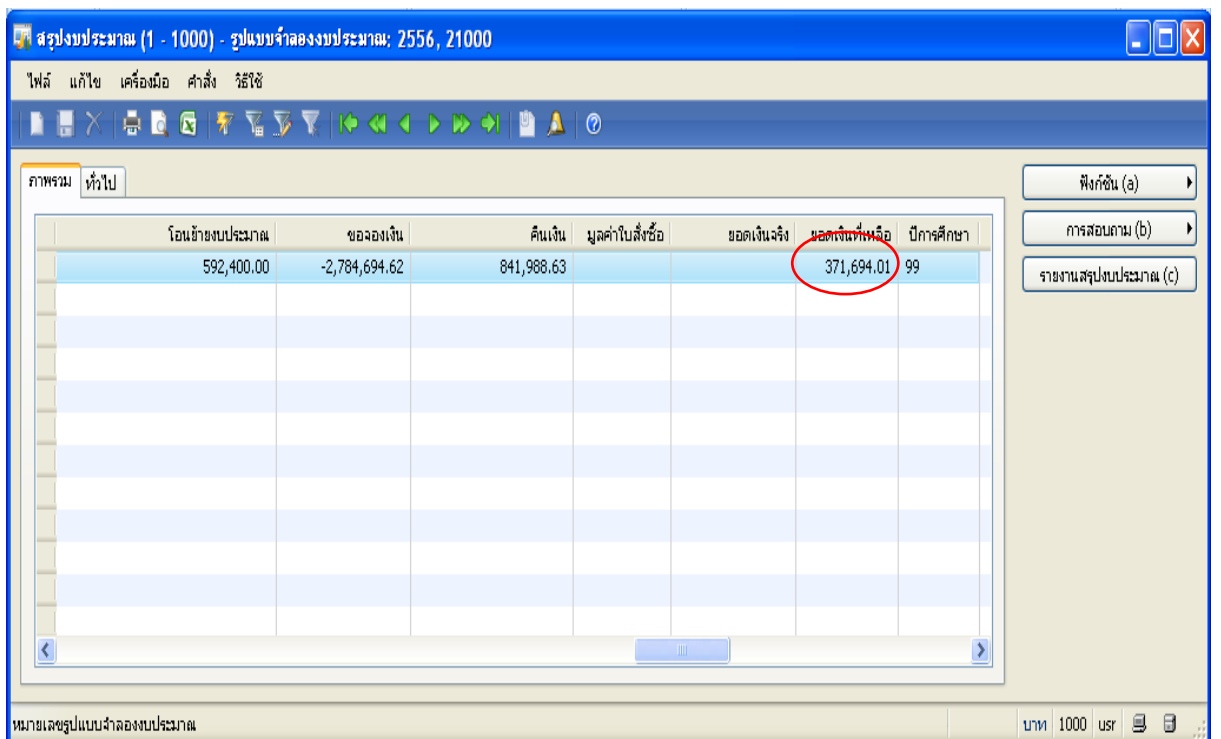 สรุปงบประมาณ (1 - 1000) - รูปแบบจำลองงบประมาณ: 2556, 21000
ไฟล์ แก้ไข เครื่องมือ คำสั่ง วิธีใช้
ภาพรวม ทั่วไป
โอนย้ายงบประมาณ ขอจองเงิน คืนเงิน มูลค่าใบสั่งซื้อ ยอดเงินจริง ยอดเงินที่เหลือ ปีการศึกษา
592,400.00 -2,784,694.62 841,988.63 371,694.01 99
ฟังก์ชัน (a)
การสอบถาม (b)
รายงานสรุปงบประมาณ (c)
หมายเลขรูปแบบจำลองงบประมาณ
บาท 1000 usr